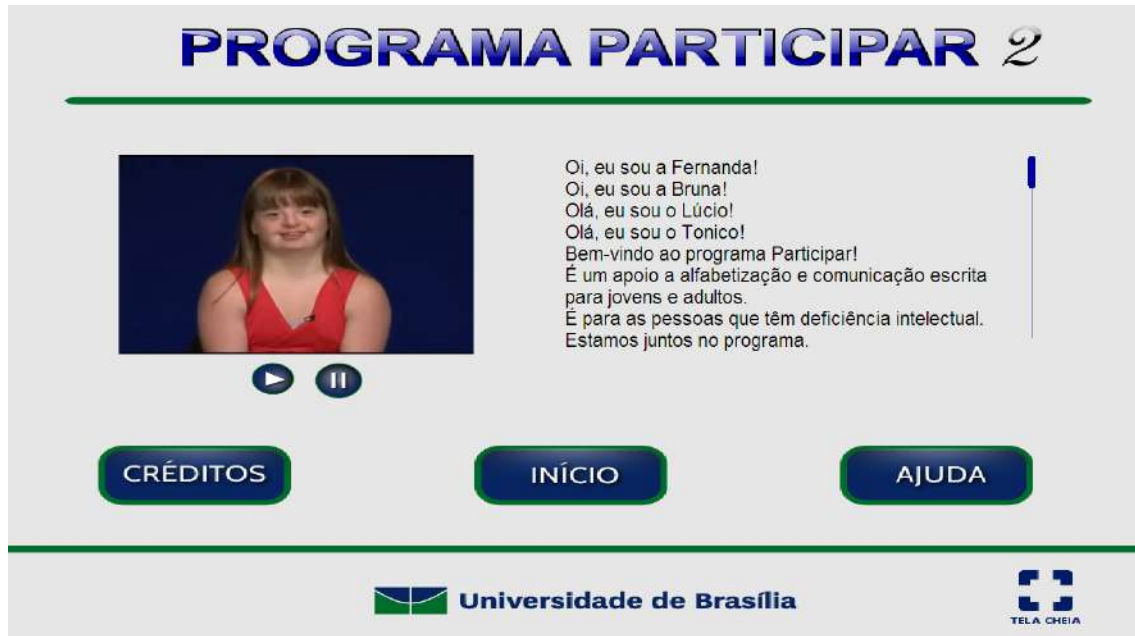 PROGRAMA PARTICIPAR 2
Oi, eu sou a Fernanda!
Oi, eu sou a Bruna!
Olá, eu sou o Lúcio!
Olá, eu sou o Tonico!
Bem-vindo ao programa Participar!
É um apoio a alfabetização e comunicação escrita
para jovens e adultos.
É para as pessoas que têm deficiência intelectual.
Estamos juntos no programa.
CRÉDITOS
INÍCIO
AJUDA
Universidade de Brasília
TELA CHEIA